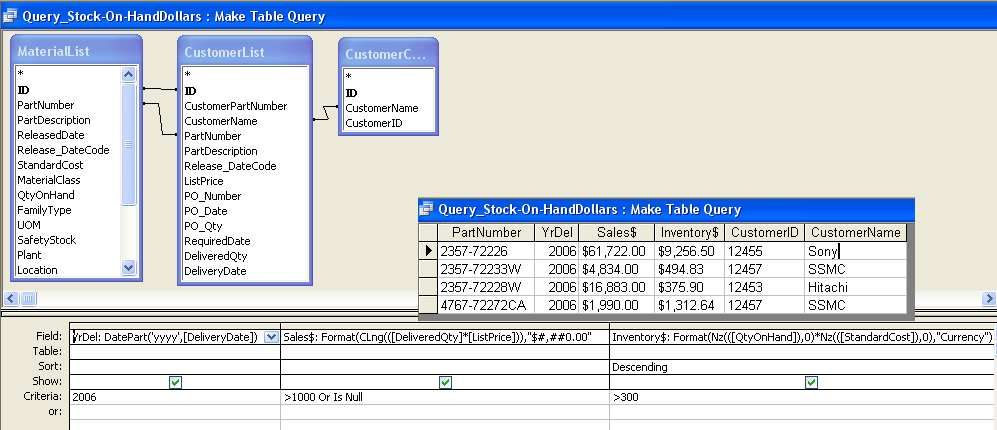 Query_Stock-On-HandDollars : Make Table Query
MaterialList
*
ID
PartNumber
PartDescription
ReleasedDate
Release_DateCode
StandardCost
MaterialClass
QtyOnHand
FamilyType
UOM
SafetyStock
Plant
Location
CustomerList
*
ID
CustomerPartNumber
CustomerName
PartNumber
PartDescription
Release_DateCode
ListPrice
PO_Number
PO_Date
PO_Qty
RequiredDate
DeliveredQty
DeliveryDate
CustomerC...
*
ID
CustomerName
CustomerID
Query_Stock-On-HandDollars : Make Table Query
PartNumber YrDel Sales$ Inventory$ CustomerID CustomerName
2357-72226 2006 $61,722.00 $9,256.50 12455 Sony
2357-72233W 2006 $4,834.00 $494.83 12457 SSMC
2357-72228W 2006 $16,883.00 $375.90 12453 Hitachi
4767-72272CA 2006 $1,990.00 $1,312.64 12457 SSMC
Field: YrDel: DatePart('yyyy',[DeliveryDate]) Sales$: Format(CLng(([DeliveredQty]*[ListPrice])),"$#,##0.00" Inventory$: Format(Nz(([QtyOnHand]),0)*Nz(([StandardCost]),0),"Currency")
Table:
Sort: Descending
Show:
Criteria: 2006 >1000 Or Is Null >300
or: